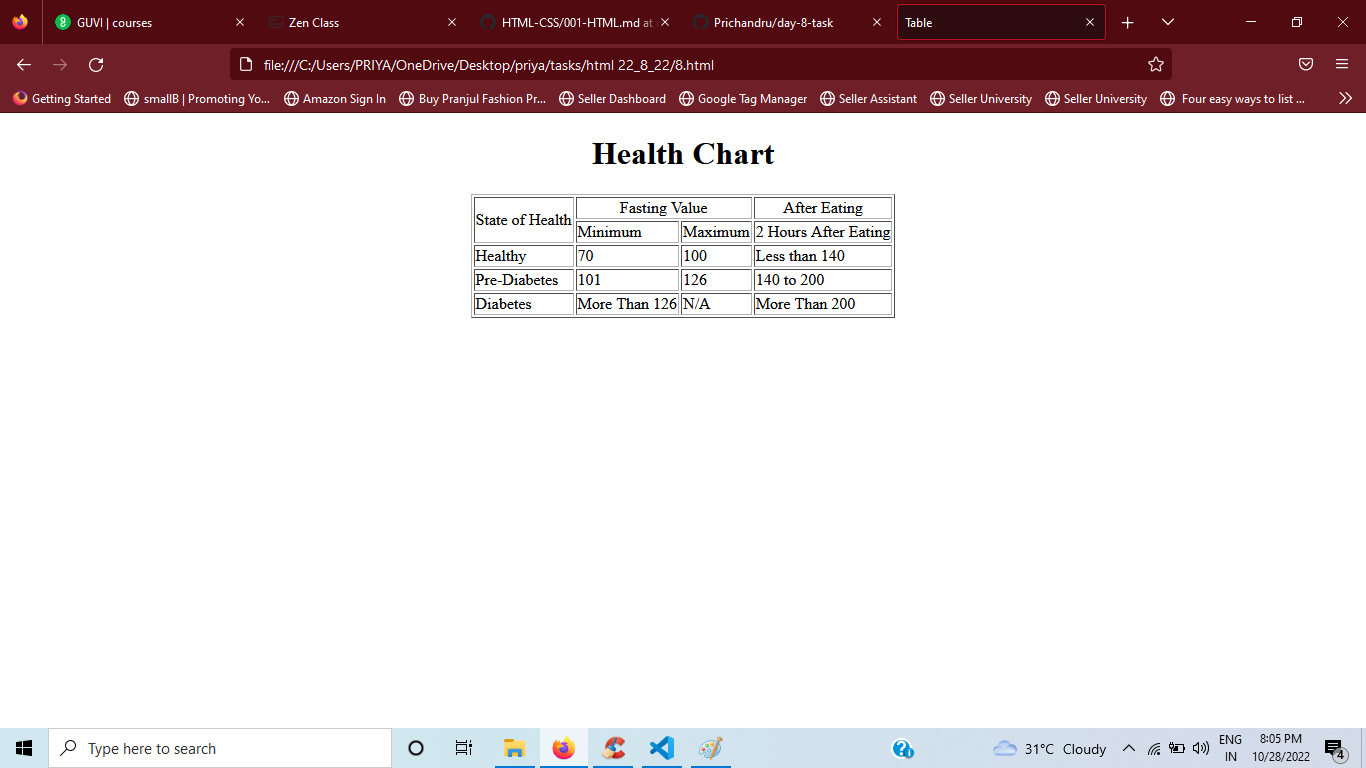 GUVI | courses
Zen Class
HTML-CSS/001-HTML.md at
Prichandru/day-8-task
Table
file:///C:/Users/PRIYA/OneDrive/Desktop/priya/tasks/html 22_8_22/8.html
Getting Started smallB | Promoting Yo... Amazon Sign In Buy Pranjul Fashion Pr... Seller Dashboard Google Tag Manager Seller Assistant Seller University Seller University Four easy ways to list ...
Health Chart
State of Health Fasting Value After Eating
Minimum Maximum 2 Hours After Eating
Healthy 70 100 Less than 140
Pre-Diabetes 101 126 140 to 200
Diabetes More Than 126 N/A More Than 200
Type here to search
31°C Cloudy
ENG
IN
8:05 PM
10/28/2022
4